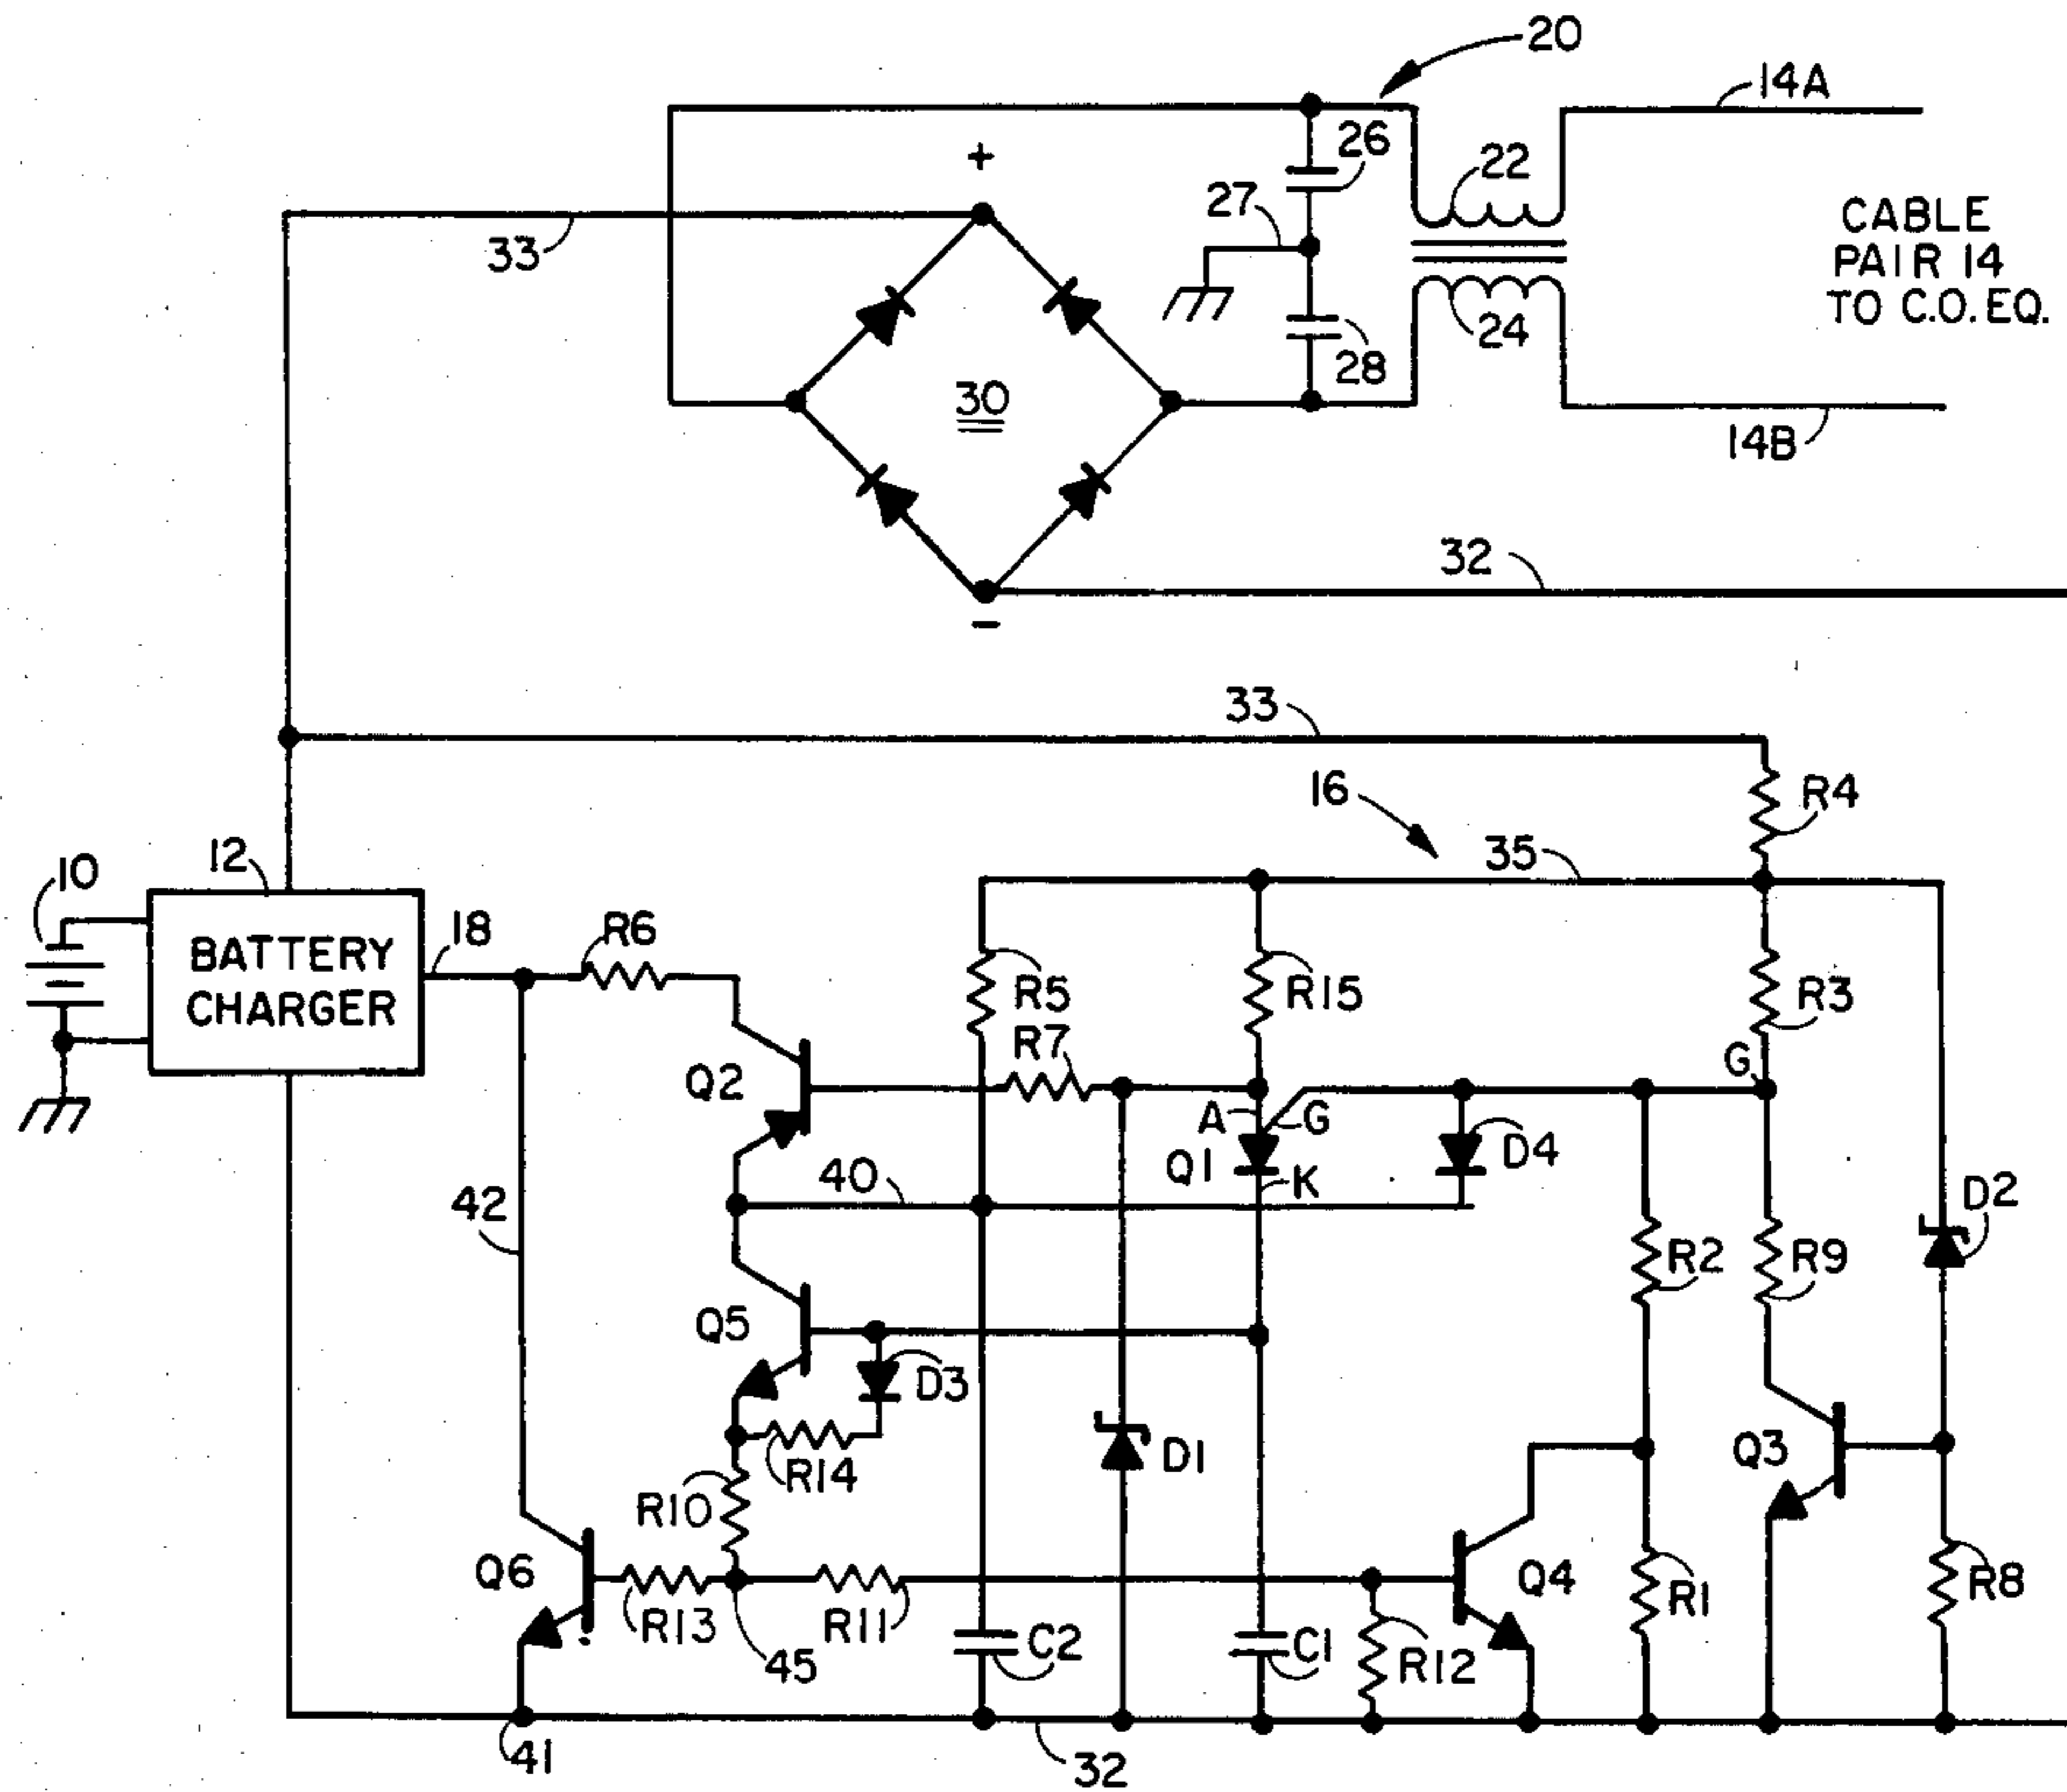 20
14A
26
22
+
27
33
CABLE
PAIR 14
TO C.O. EQ.
24
28
30
14B
32
-
33
16
R4
35
12
10
18
R6
BATTERY
CHARGER
R5
R15
R3
R7
G
Q2
A
G
Q1
D4
K
40
42
D2
R2
R9
Q5
D3
D1
Q3
R14
R10
Q6
Q4
R1
R8
R13
R11
C2
C1
R12
45
41
32